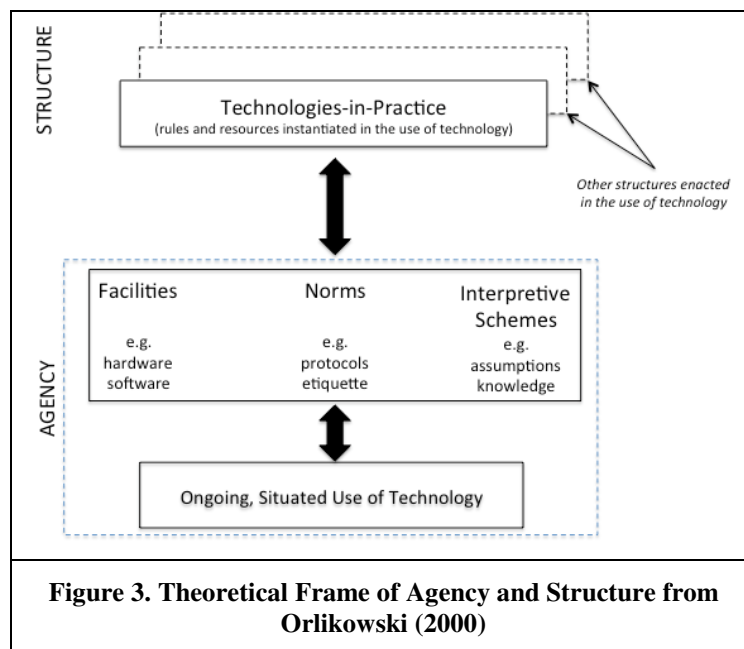 STRUCTURE
Technologies-in-Practice
(rules and resources instantiated in the use of technology)
Other structures enacted
in the use of technology
AGENCY
Facilities
e.g.
hardware
software
Norms
e.g.
protocols
etiquette
Interpretive
Schemes
e.g.
assumptions
knowledge
Ongoing, Situated Use of Technology
Figure 3. Theoretical Frame of Agency and Structure from
Orlikowski (2000)